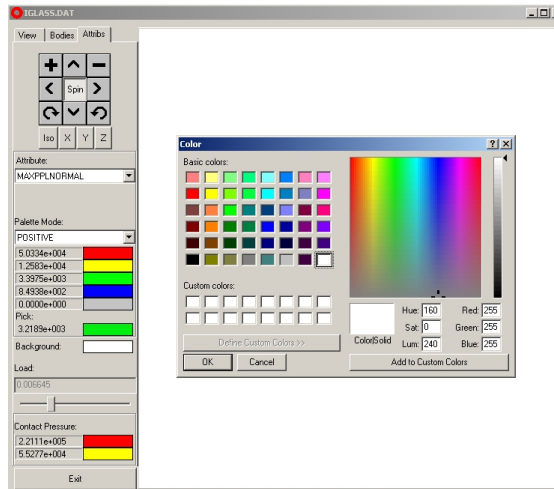 IGLASS.DAT
View Bodies Attribs
Spin
Iso X Y Z
Attribute:
MAXPPLNORMAL
Palette Mode:
POSITIVE
5.0334e+004
1.2583e+004
3.3975e+003
8.4938e+002
0.0000e+000
Pick:
3.2189e+003
Background:
Load:
0.006645
Contact Pressure:
2.2111e+005
5.5277e+004
Exit
Color
Basic colors:
Custom colors:
Define Custom Colors >>
OK Cancel
Color|Solid
Hue: 160 Red: 255
Sat: 0 Green: 255
Lum: 240 Blue: 255
Add to Custom Colors